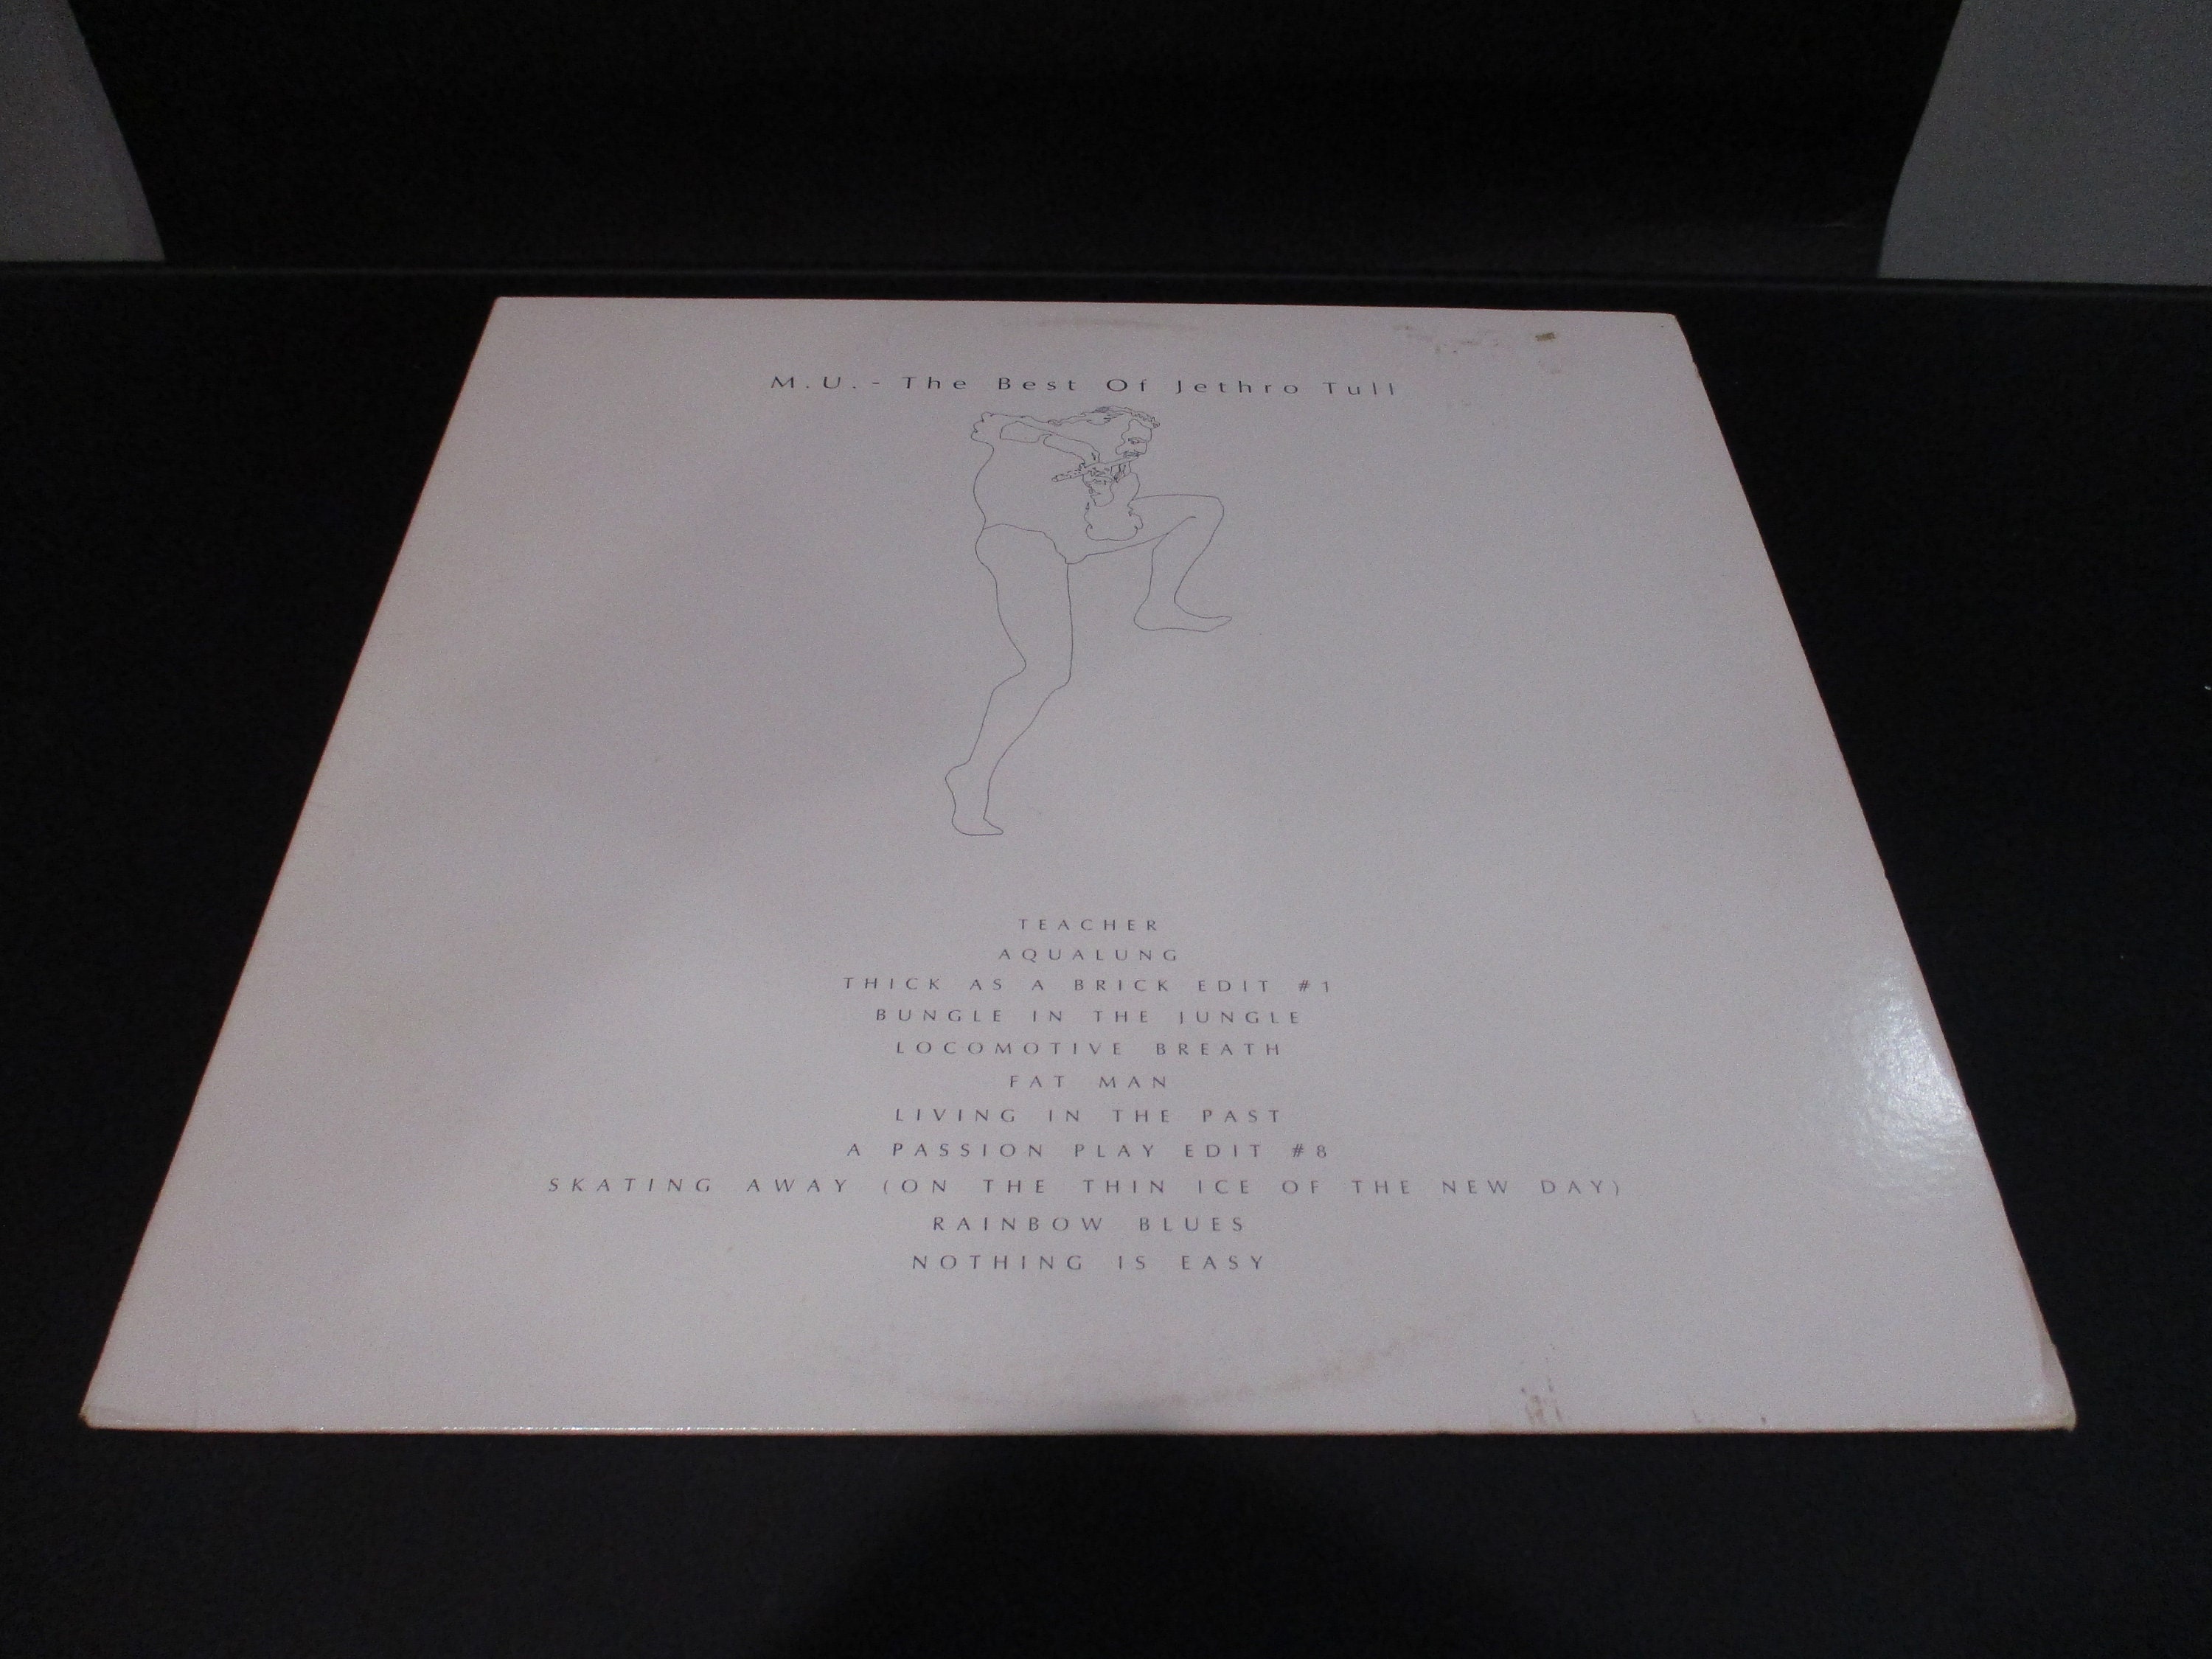 M.U. - The Best Of Jethro Tull
TEACHER
AQUALUNG
THICK AS A BRICK EDIT #1
BUNGLE IN THE JUNGLE
LOCOMOTIVE BREATH
FAT MAN
LIVING IN THE PAST
A PASSION PLAY EDIT #8
SKATING AWAY (ON THE THIN ICE OF THE NEW DAY)
RAINBOW BLUES
NOTHING IS EASY